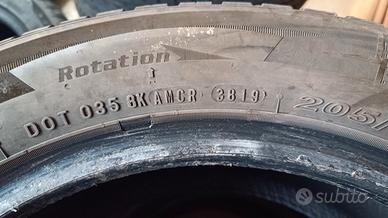 Rotation
DOT 035 8K AMCR 3819 205/
subito